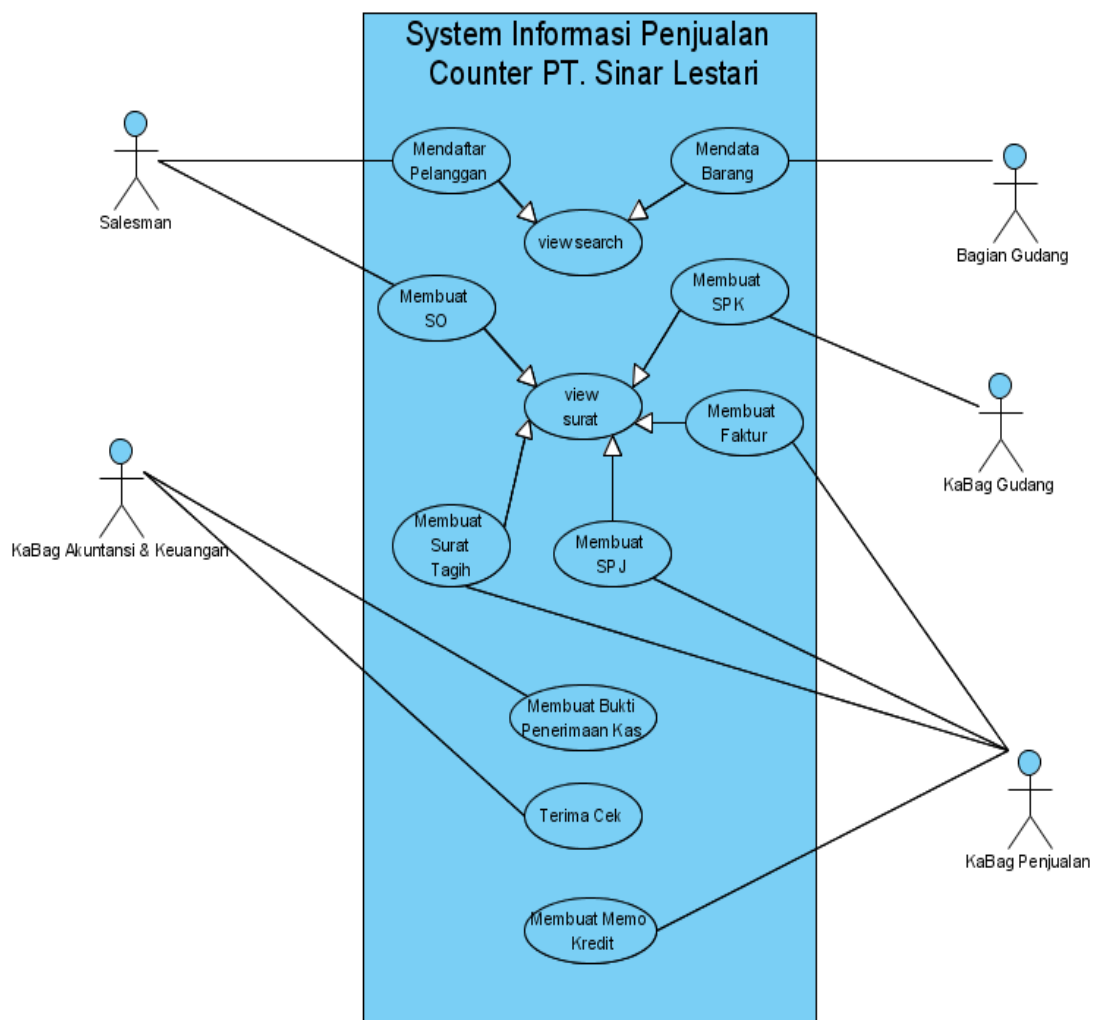 System Informasi Penjualan
Counter PT. Sinar Lestari
Mendaftar
Pelanggan
Mendata
Barang
Salesman
Bagian Gudang
view search
Membuat
SO
Membuat
SPK
view
surat
Membuat
Faktur
KaBag Gudang
KaBag Akuntansi & Keuangan
Membuat
Surat
Tagih
Membuat
SPJ
Membuat Bukti
Penerimaan Kas
Terima Cek
KaBag Penjualan
Membuat Memo
Kredit